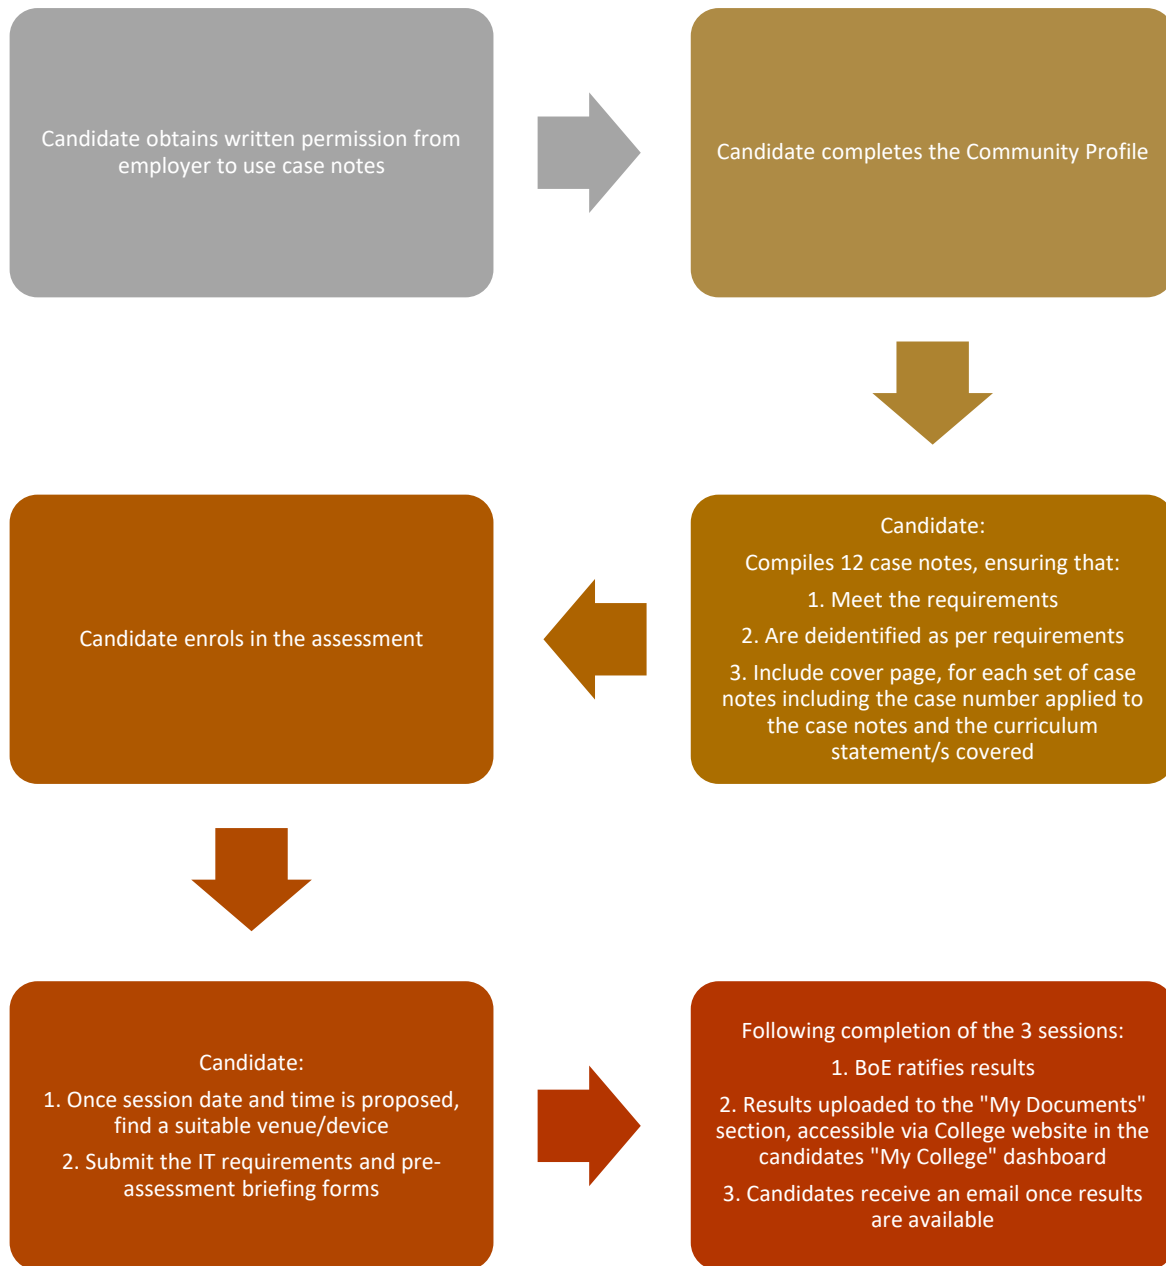 Candidate obtains written permission from
employer to use case notes
Candidate completes the Community Profile
Candidate:
Compiles 12 case notes, ensuring that:
1. Meet the requirements
2. Are deidentified as per requirements
3. Include cover page, for each set of case
notes including the case number applied to
the case notes and the curriculum
statement/s covered
Candidate enrols in the assessment
Candidate:
1. Once session date and time is proposed,
find a suitable venue/device
2. Submit the IT requirements and pre-
assessment briefing forms
Following completion of the 3 sessions:
1. BoE ratifies results
2. Results uploaded to the "My Documents"
section, accessible via College website in the
candidates "My College" dashboard
3. Candidates receive an email once results
are available